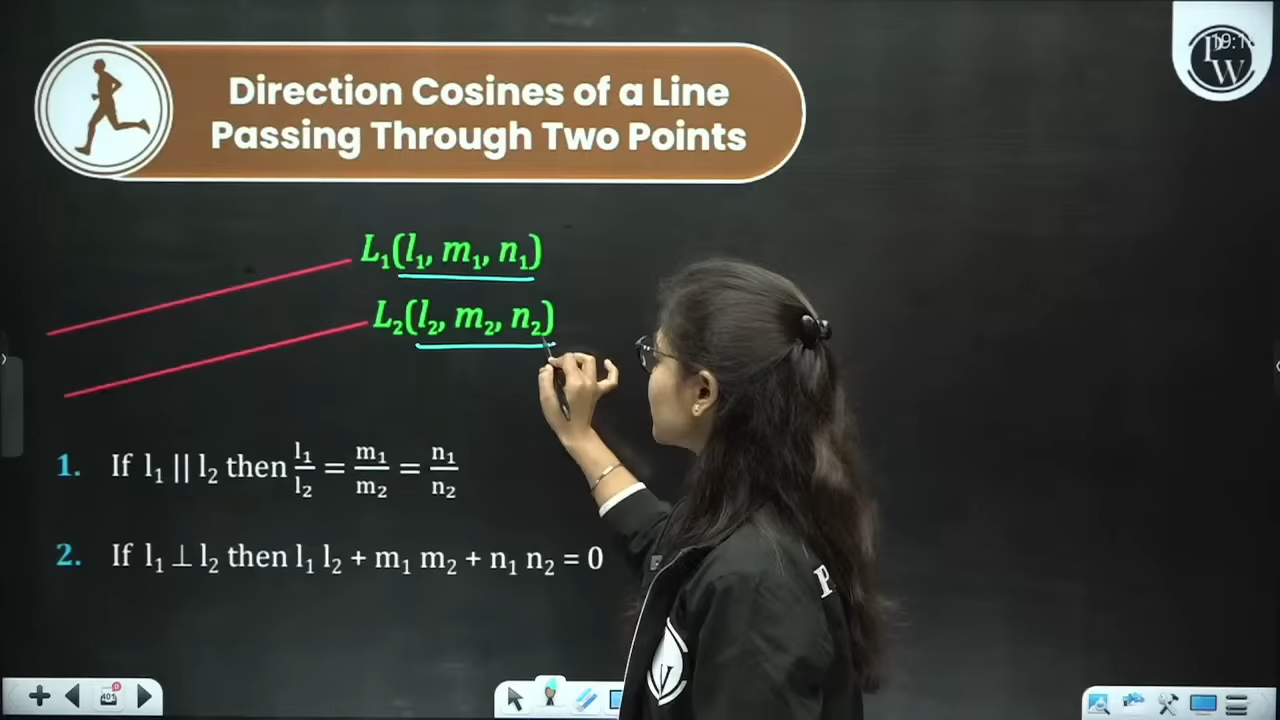 Direction Cosines of a Line
Passing Through Two Points
L₁(l₁, m₁, n₁)
L₂(l₂, m₂, n₂)
1. If l₁ || l₂ then l₁/l₂ = m₁/m₂ = n₁/n₂
2. If l₁ ⊥ l₂ then l₁ l₂ + m₁ m₂ + n₁ n₂ = 0
P
W
401